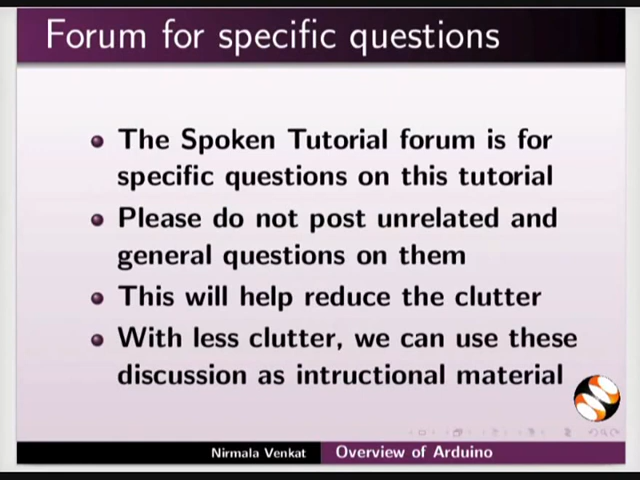 Forum for specific questions
The Spoken Tutorial forum is for
specific questions on this tutorial
Please do not post unrelated and
general questions on them
This will help reduce the clutter
With less clutter, we can use these
discussion as intructional material
Nirmala Venkat Overview of Arduino